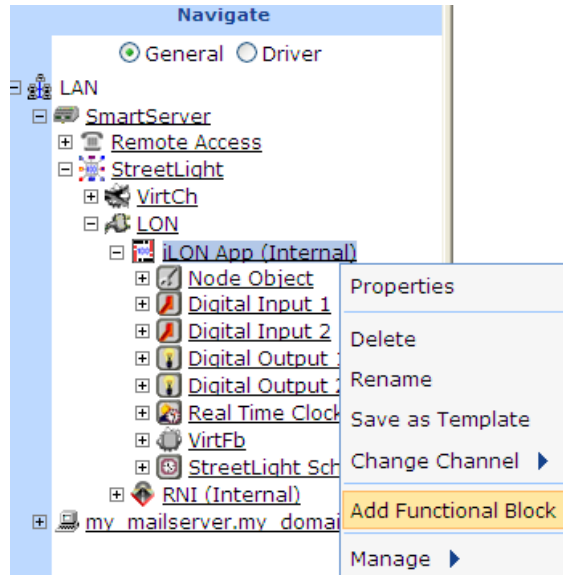 Navigate
General Driver
LAN
SmartServer
Remote Access
StreetLight
VirtCh
LON
iLON App (Internal)
Node Object
Digital Input 1
Digital Input 2
Digital Output
Digital Output
Real Time Clock
VirtFb
StreetLight Sch
RNI (Internal)
my_mailserver.my_domai
Properties
Delete
Rename
Save as Template
Change Channel
Add Functional Block
Manage